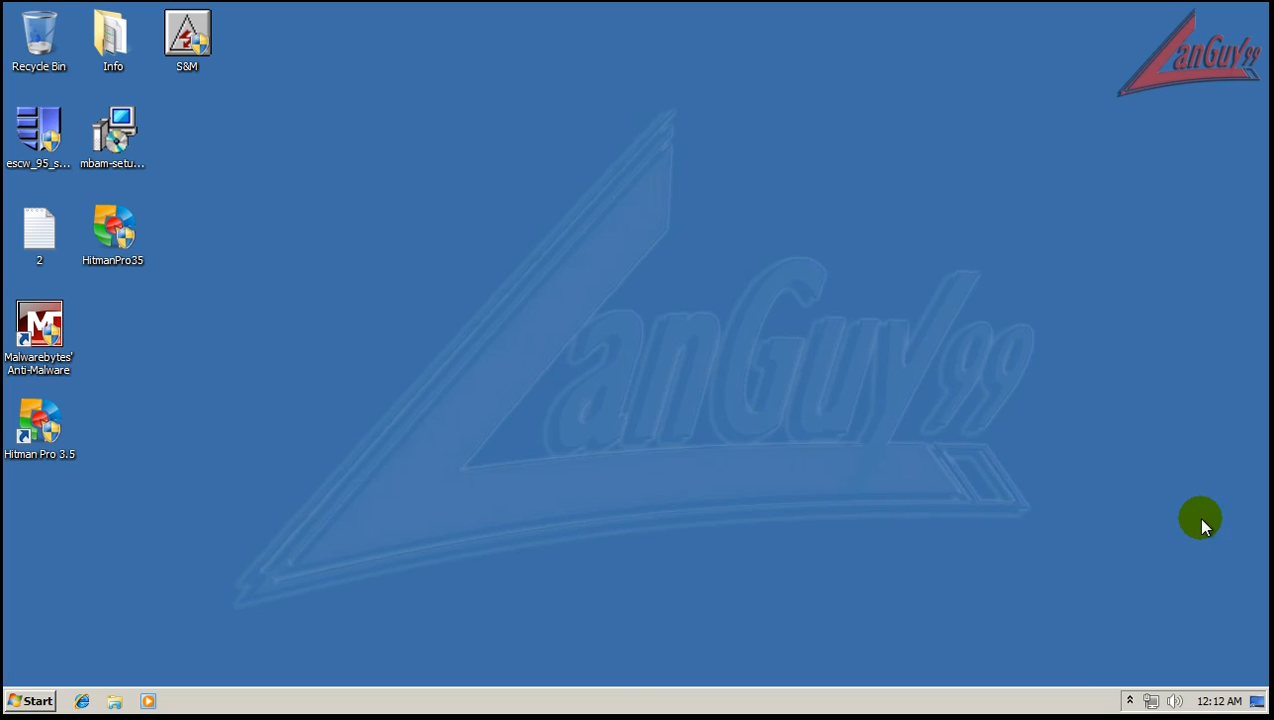 Recycle Bin
Info
S&M
LanGuy99
escw_95_s...
mbam-setu...
2
HitmanPro35
LanGuy99
Malwarebytes'
Anti-Malware
Hitman Pro 3.5
Start
12:12 AM